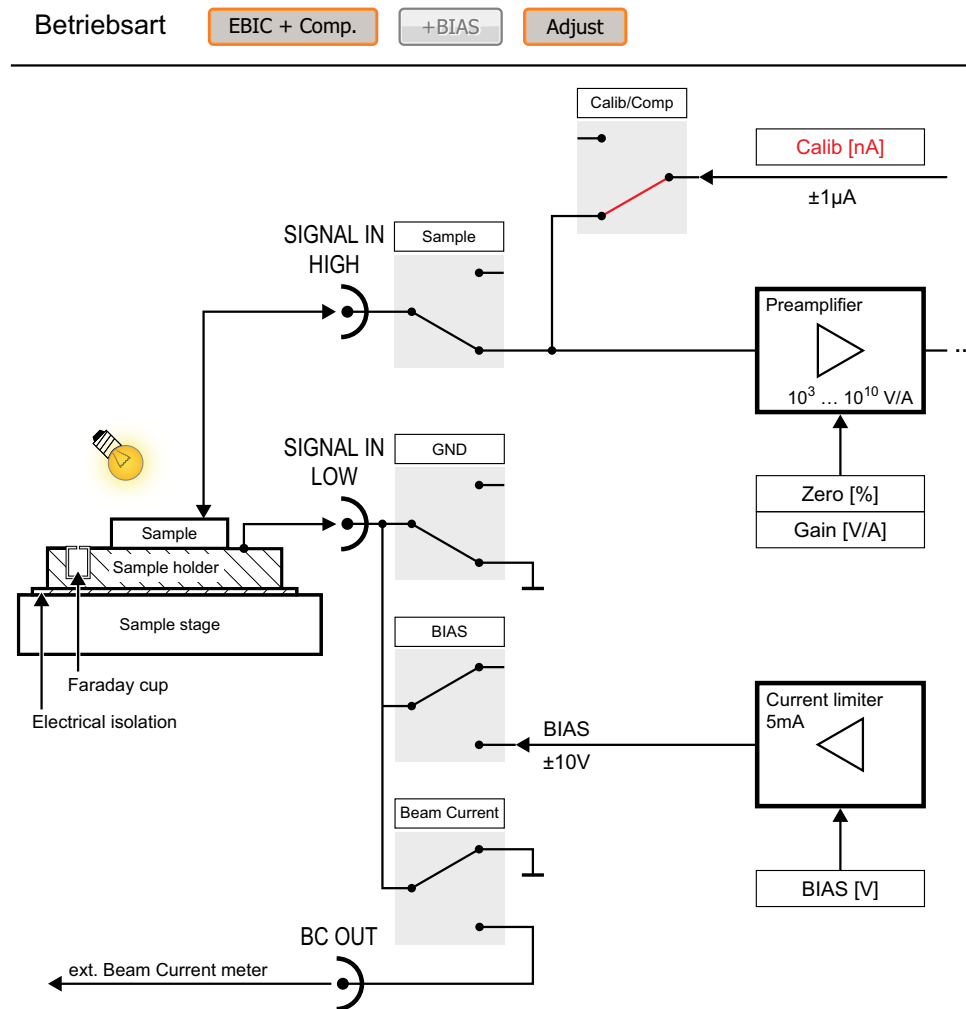 Betriebsart EBIC + Comp. +BIAS Adjust
Calib/Comp
Calib [nA]
±1µA
SIGNAL IN
HIGH
Sample
Preamplifier
10³ … 10¹⁰ V/A
Zero [%]
Gain [V/A]
SIGNAL IN
LOW
GND
Sample
Sample holder
Sample stage
Faraday cup
Electrical isolation
BIAS
BIAS
±10V
Current limiter
5mA
BIAS [V]
Beam Current
BC OUT
ext. Beam Current meter